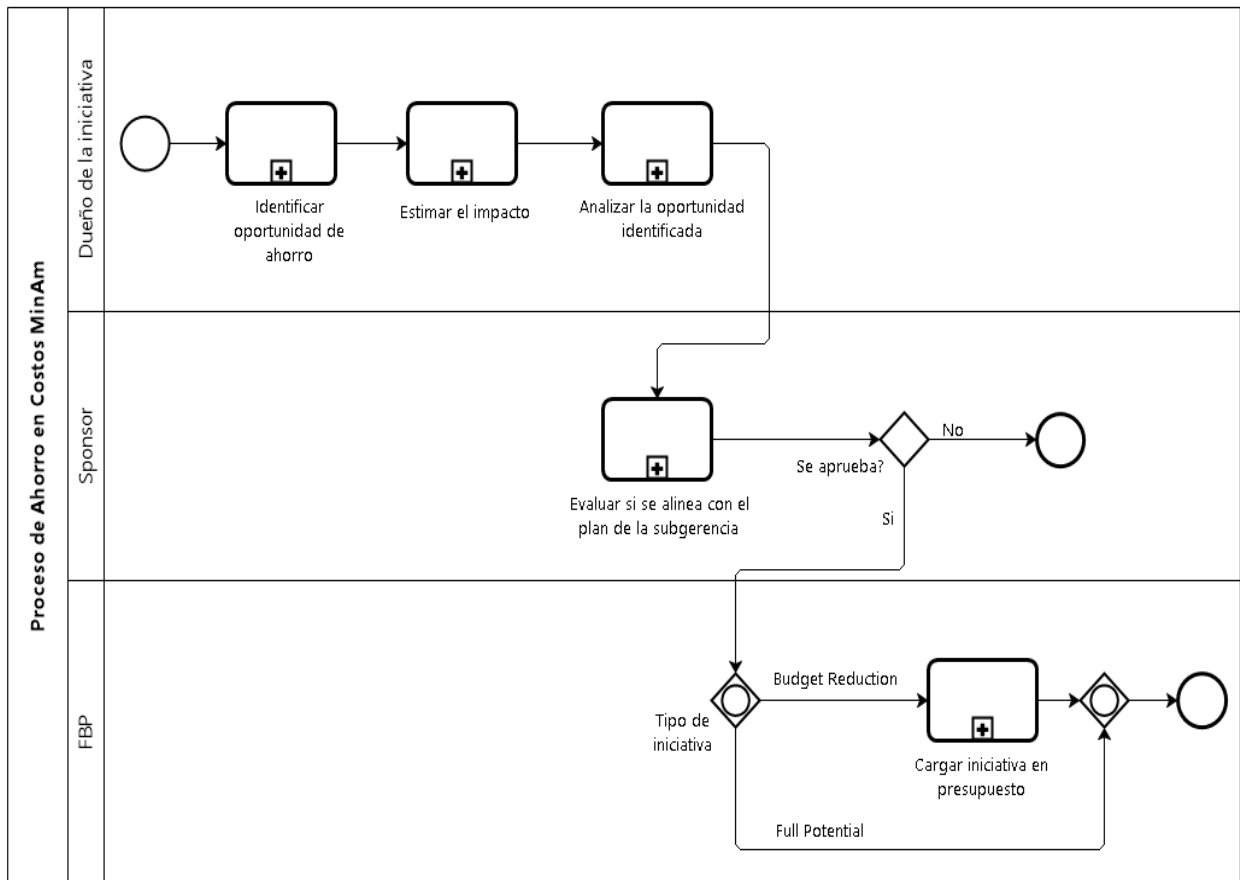 Proceso de Ahorro en Costos MinAm
Dueño de la iniciativa
Identificar
oportunidad de
ahorro
Estimar el impacto
Analizar la oportunidad
identificada
Sponsor
Evaluar si se alinea con el
plan de la subgerencia
Se aprueba?
No
Si
FBP
Tipo de
iniciativa
Budget Reduction
Cargar iniciativa en
presupuesto
Full Potential